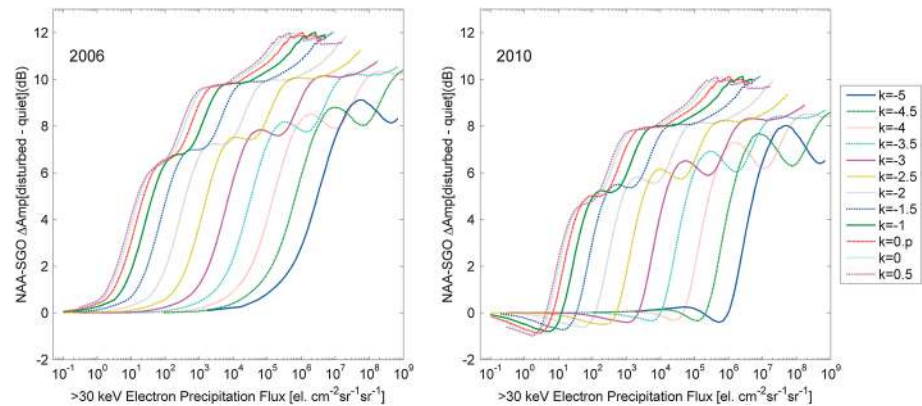 2006
NAA-SGO ΔAmp[disturbed - quiet](dB)
12
10
8
6
4
2
0
-2
10⁻¹ 10⁰ 10¹ 10² 10³ 10⁴ 10⁵ 10⁶ 10⁷ 10⁸ 10⁹
>30 keV Electron Precipitation Flux [el. cm⁻²sr⁻¹sr⁻¹]
2010
NAA-SGO ΔAmp[disturbed - quiet](dB)
12
10
8
6
4
2
0
-2
10⁻¹ 10⁰ 10¹ 10² 10³ 10⁴ 10⁵ 10⁶ 10⁷ 10⁸ 10⁹
>30 keV Electron Precipitation Flux [el. cm⁻²sr⁻¹sr⁻¹]
k=-5
k=-4.5
k=-4
k=-3.5
k=-3
k=-2.5
k=-2
k=-1.5
k=-1
k=0.p
k=0
k=0.5